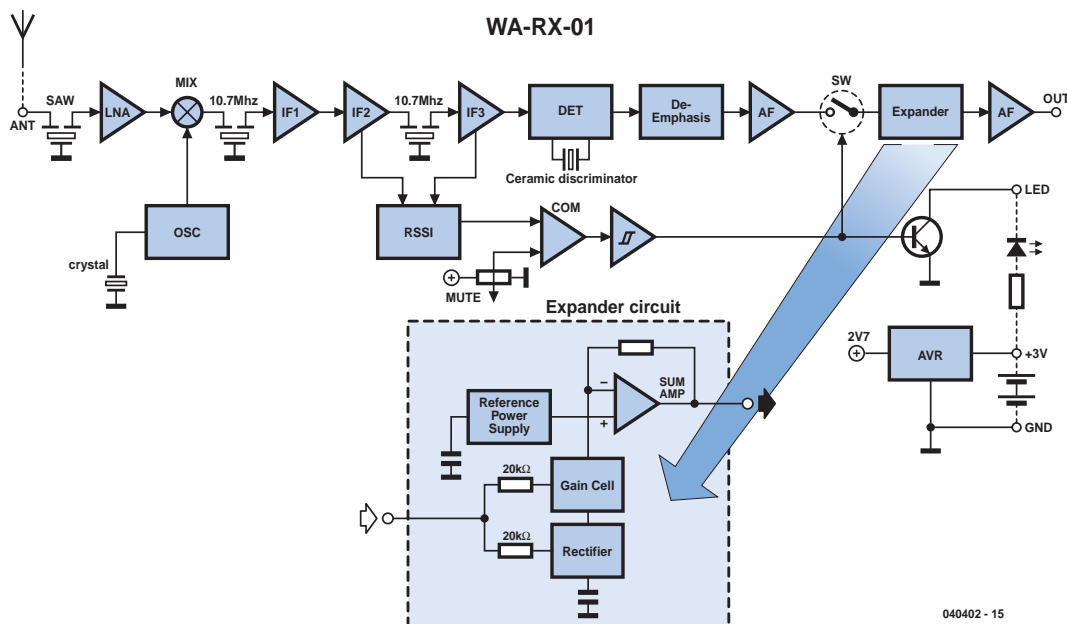 WA-RX-01
ANT
SAW
LNA
MIX
10.7Mhz
IF1
IF2
10.7Mhz
IF3
DET
De-
Emphasis
AF
SW
Expander
AF
OUT
Ceramic discriminator
OSC
crystal
RSSI
COM
MUTE
LED
2V7
AVR
+3V
GND
Expander circuit
Reference
Power
Supply
–
+
SUM
AMP
20kΩ
Gain Cell
20kΩ
Rectifier
040402 - 15